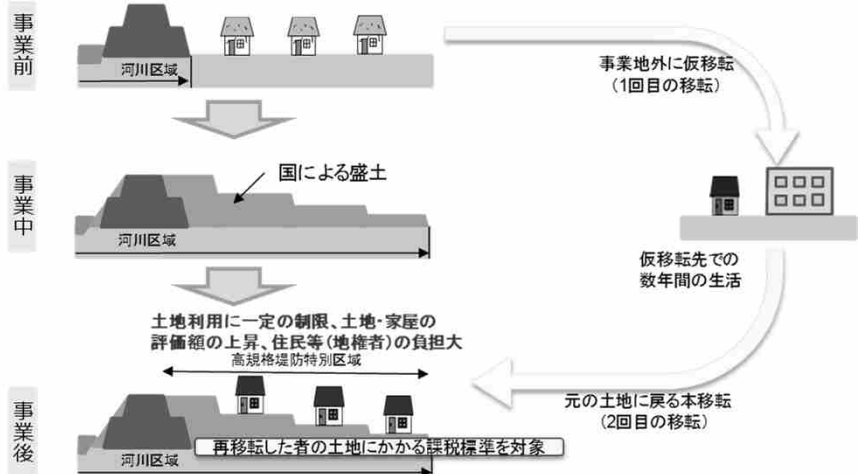 事業前
河川区域
事業地外に仮移転
(1回目の移転)
事業中
国による盛土
河川区域
仮移転先での
数年間の生活
土地利用に一定の制限、土地・家屋の
評価額の上昇、住民等(地権者)の負担大
高規格堤防特別区域
元の土地に戻る本移転
(2回目の移転)
事業後
再移転した者の土地にかかる課税標準を対象
河川区域